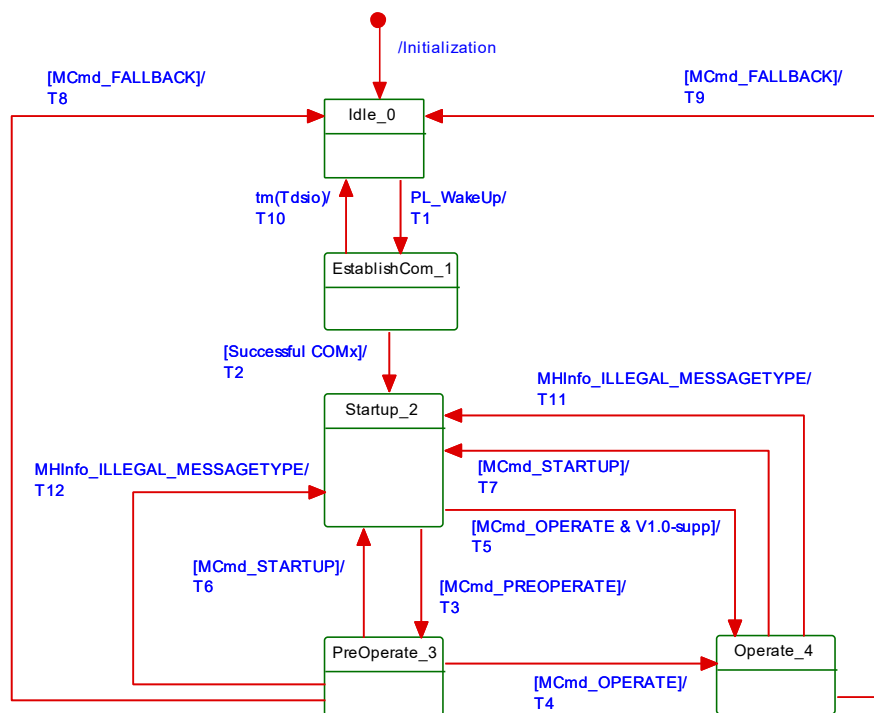 /Initialization
[MCmd_FALLBACK]/
T8
[MCmd_FALLBACK]/
T9
Idle_0
tm(Tdsio)/
T10
PL_WakeUp/
T1
EstablishCom_1
[Successful COMx]/
T2
MHInfo_ILLEGAL_MESSAGETYPE/
T11
Startup_2
MHInfo_ILLEGAL_MESSAGETYPE/
T12
[MCmd_STARTUP]/
T7
[MCmd_OPERATE & V1.0-supp]/
T5
[MCmd_STARTUP]/
T6
[MCmd_PREOPERATE]/
T3
PreOperate_3
Operate_4
[MCmd_OPERATE]/
T4